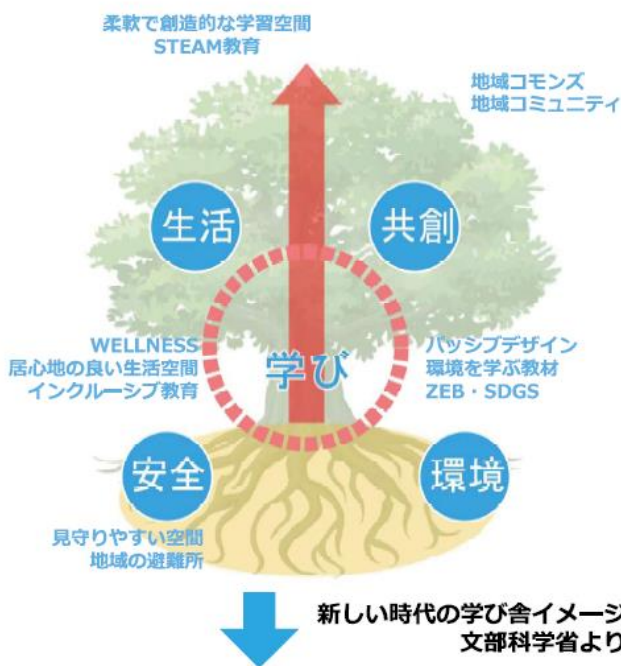 柔軟で創造的な学習空間
STEAM教育
地域コモンズ
地域コミュニティ
生活
共創
WELLNESS
居心地の良い生活空間
インクルーシブ教育
学び
パッシブデザイン
環境を学ぶ教材
ZEB・SDGS
安全
環境
見守りやすい空間
地域の避難所
新しい時代の学び舎イメージ
文部科学省より